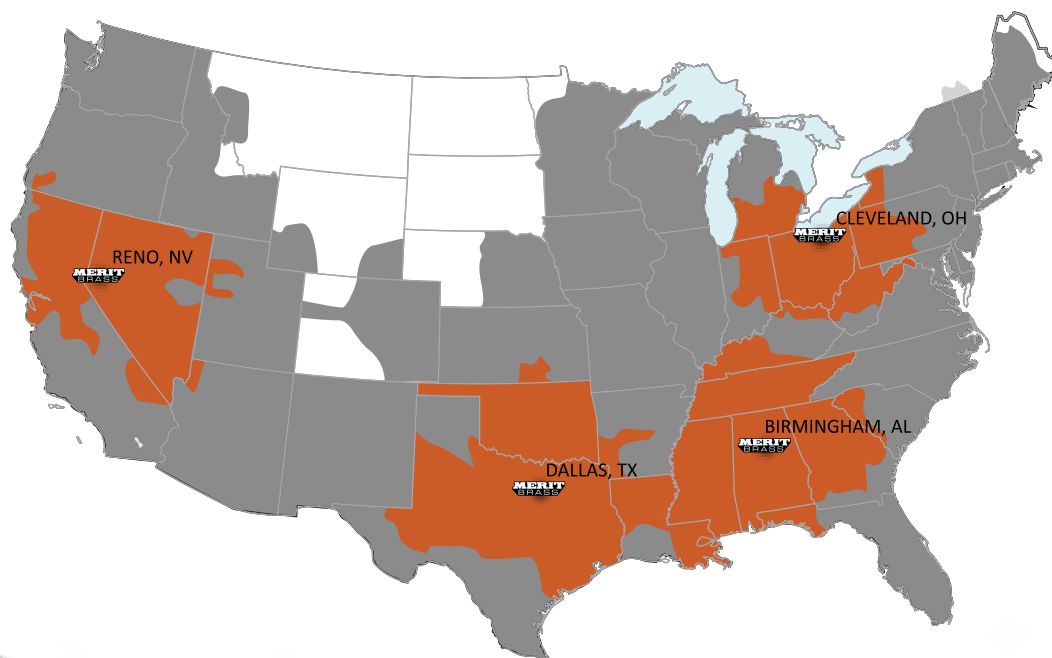 CLEVELAND, OH
MERIT
BRASS
RENO, NV
MERIT
BRASS
BIRMINGHAM, AL
MERIT
BRASS
DALLAS, TX
MERIT
BRASS